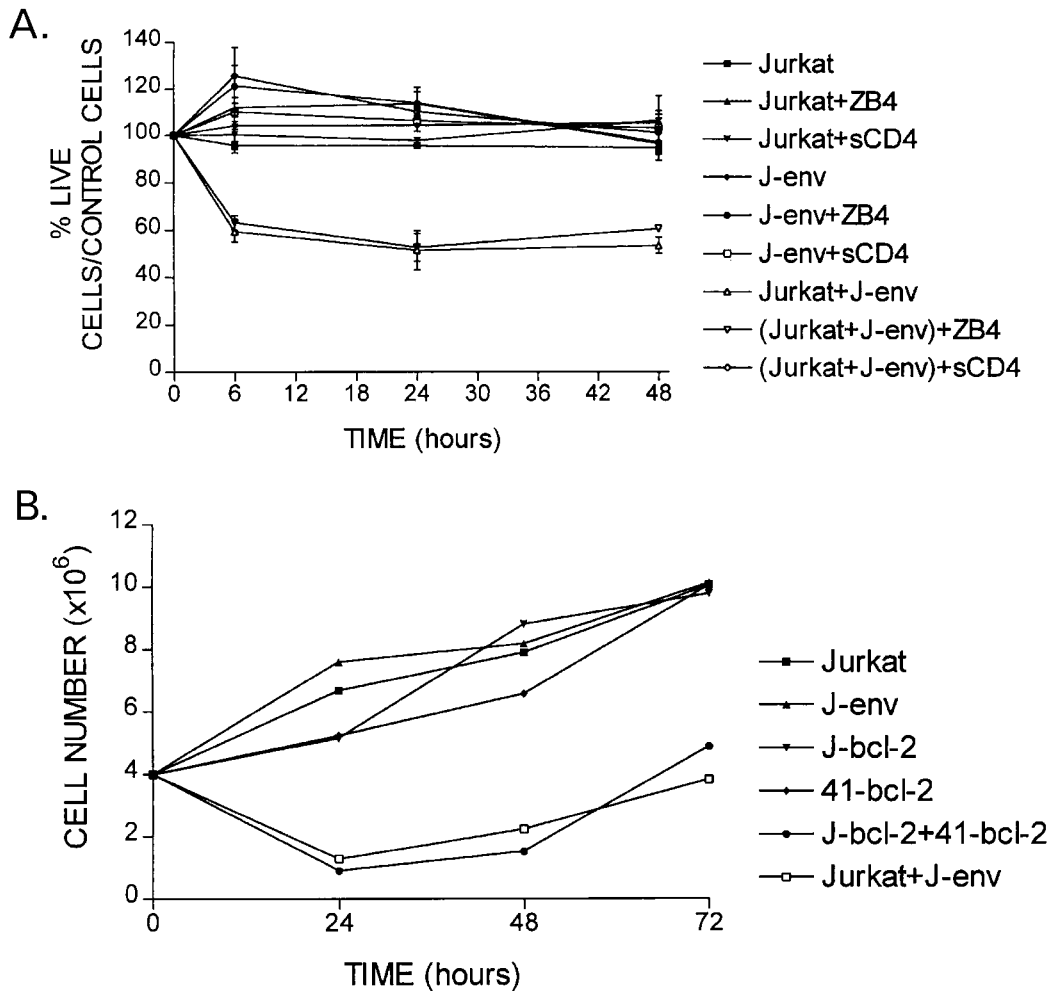 A.
% LIVE
CELLS/CONTROL CELLS
140
120
100
80
60
40
20
0
0 6 12 18 24 30 36 42 48
TIME (hours)
Jurkat
Jurkat+ZB4
Jurkat+sCD4
J-env
J-env+ZB4
J-env+sCD4
Jurkat+J-env
(Jurkat+J-env)+ZB4
(Jurkat+J-env)+sCD4
B.
CELL NUMBER (x10⁶)
12
10
8
6
4
2
0
0 24 48 72
TIME (hours)
Jurkat
J-env
J-bcl-2
41-bcl-2
J-bcl-2+41-bcl-2
Jurkat+J-env